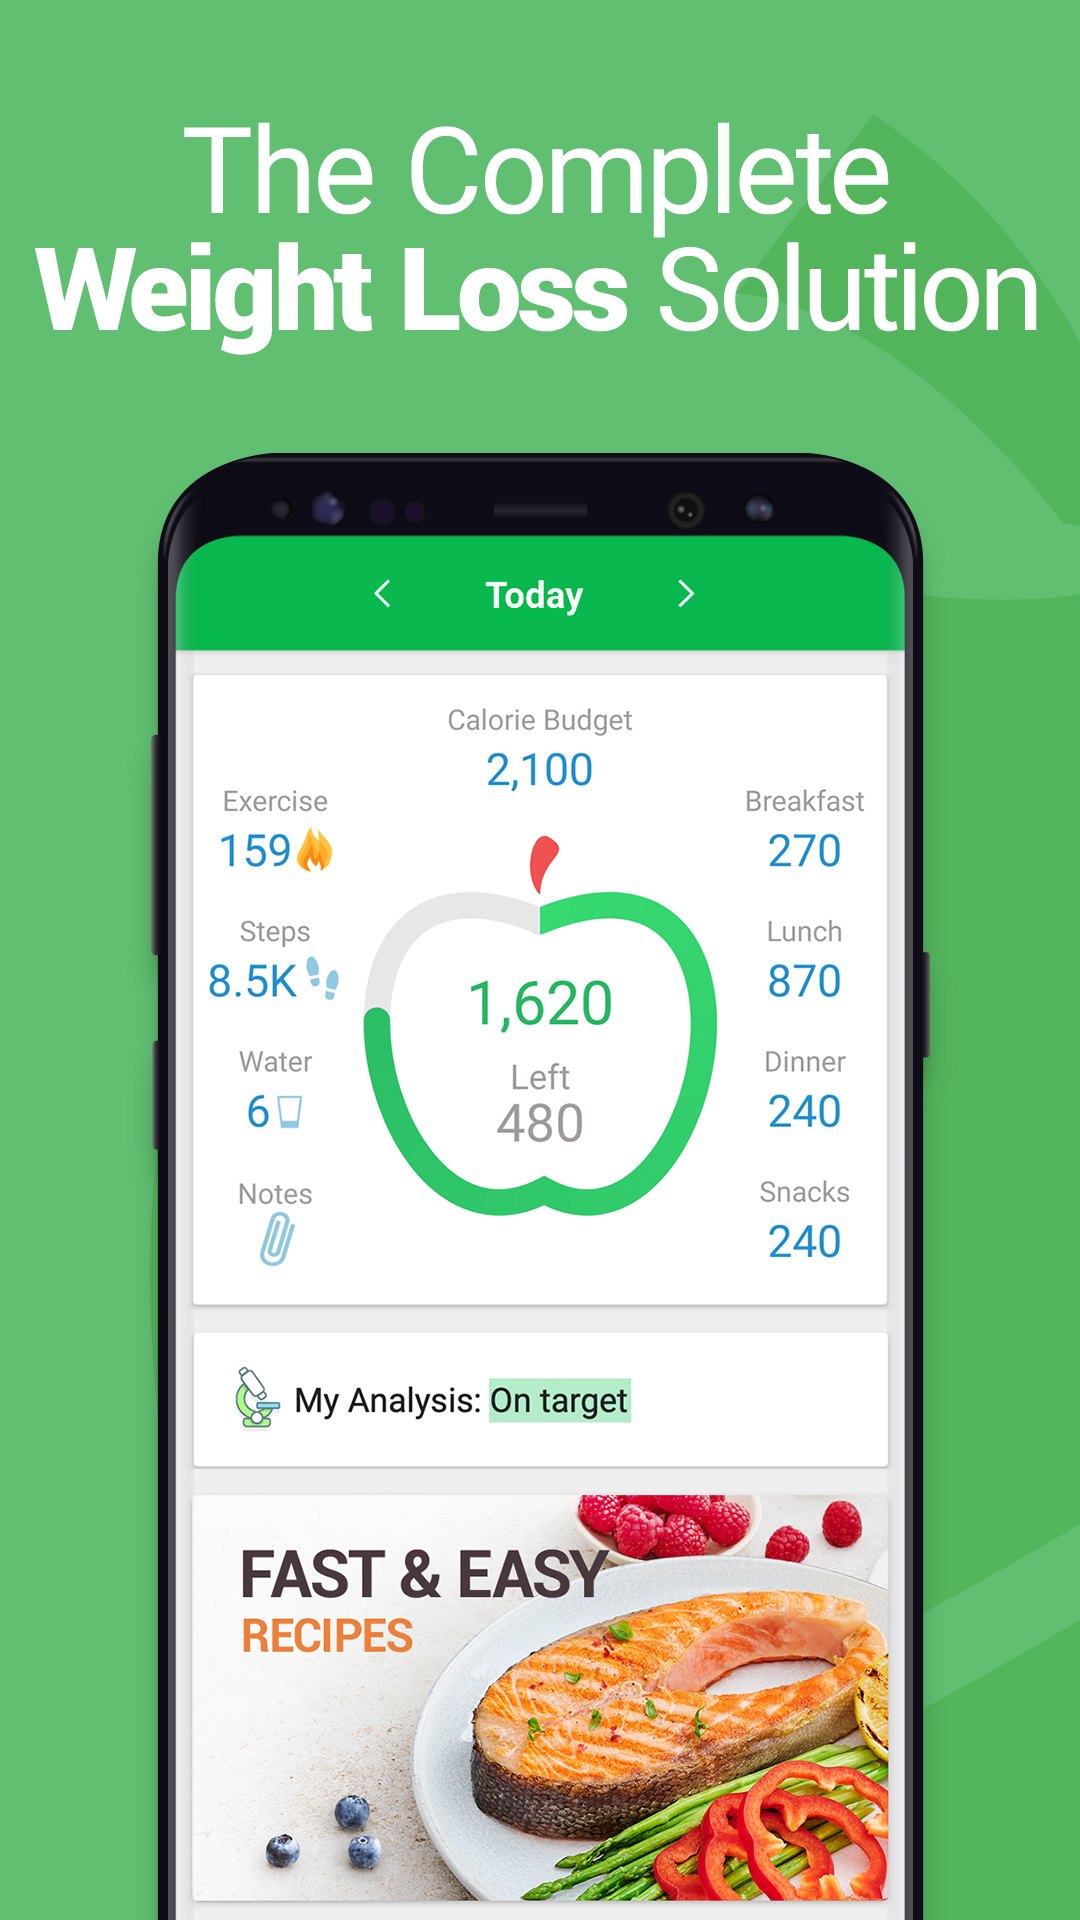 The Complete
Weight Loss Solution
Today
Calorie Budget
2,100
Exercise
159
Steps
8.5K
Water
6
Notes
1,620
Left
480
Breakfast
270
Lunch
870
Dinner
240
Snacks
240
My Analysis: On target
FAST & EASY
RECIPES